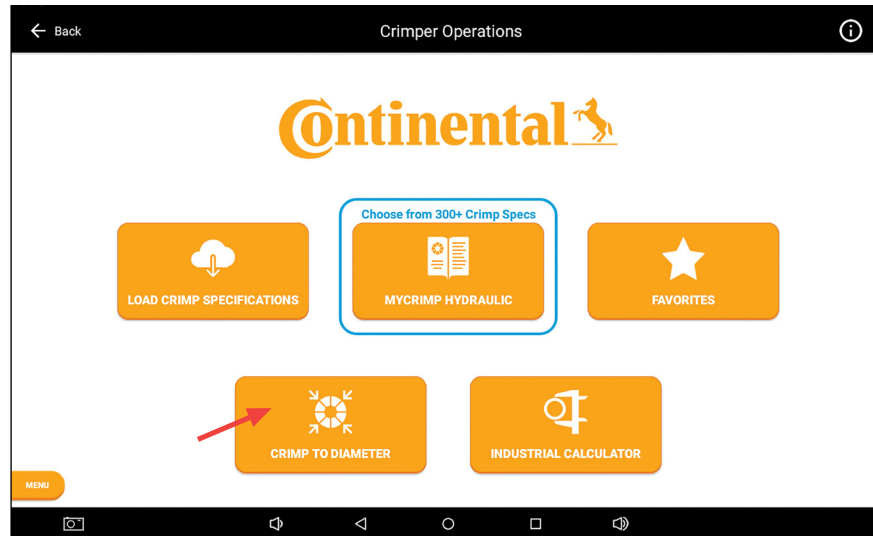 Back
Crimper Operations
Continental
Choose from 300+ Crimp Specs
LOAD CRIMP SPECIFICATIONS
MYCRIMP HYDRAULIC
FAVORITES
CRIMP TO DIAMETER
INDUSTRIAL CALCULATOR
MENU